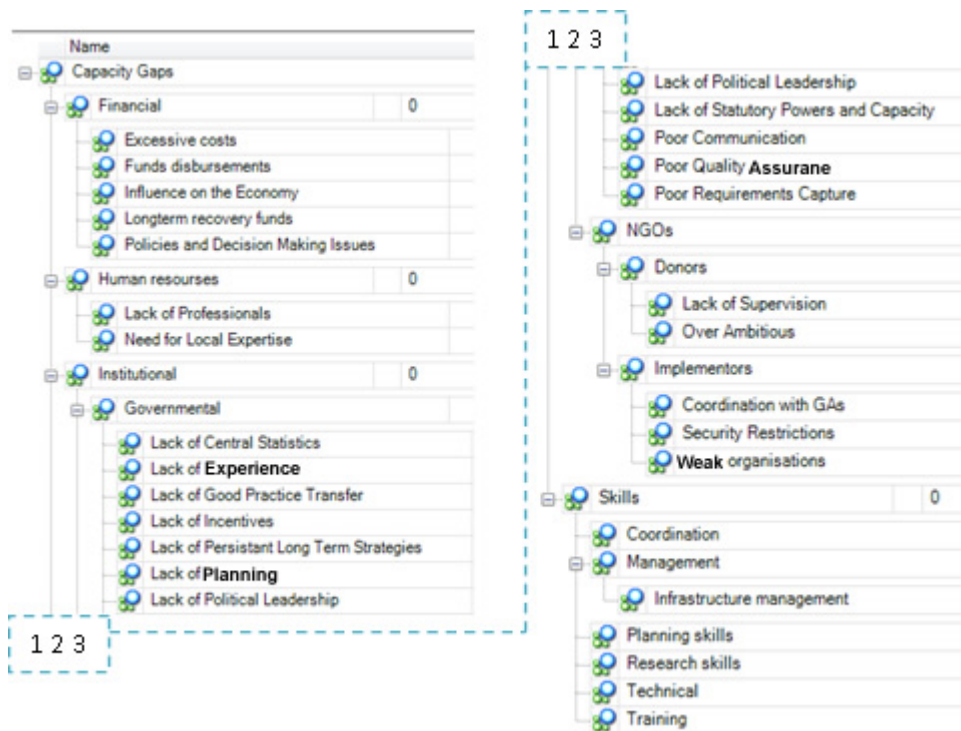 Name
Capacity Gaps
Financial 0
Excessive costs
Funds disbursements
Influence on the Economy
Longterm recovery funds
Policies and Decision Making Issues
Human resourses 0
Lack of Professionals
Need for Local Expertise
Institutional 0
Governmental
Lack of Central Statistics
Lack of Experience
Lack of Good Practice Transfer
Lack of Incentives
Lack of Persistant Long Term Strategies
Lack of Planning
Lack of Political Leadership
1 2 3
1 2 3
Lack of Political Leadership
Lack of Statutory Powers and Capacity
Poor Communication
Poor Quality Assurane
Poor Requirements Capture
NGOs
Donors
Lack of Supervision
Over Ambitious
Implementors
Coordination with GAs
Security Restrictions
Weak organisations
Skills 0
Coordination
Management
Infrastructure management
Planning skills
Research skills
Technical
Training